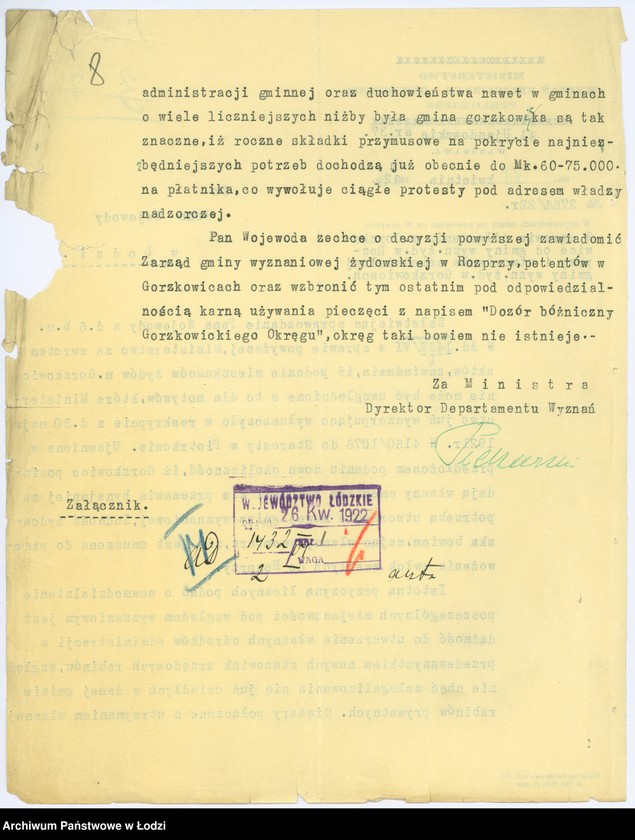 8
administracji gminnej oraz duchowieństwa nawet w gminach
o wiele liczniejszych niżby była gmina gorzkowska są tak
znaczne,iż roczne składki przymusowe na pokrycie najniez-
będniejszych potrzeb dochodzą już obecnie do Mk.60-75.000.
na płatnika,co wywołuje ciągłe protesty pod adresem władzy
nadzorczej.
Pan Wojewoda zechce o decyzji powyższej zawiadomić
Zarząd gminy wyznaniowej żydowskiej w Rozprzy,petentów w
Gorzkowicach oraz wzbronić tym ostatnim pod odpowiedzial-
nością karną używania pieczęci z napisem "Dozór bóżniczny
Gorzkowickiego Okręgu",okręg taki bowiem nie istnieje.-
Za Ministra
Dyrektor Departamentu Wyznań
Załącznik.
WOJEWÓDZTWO ŁÓDZKIE
26 Kw. 1922
1432
2
Archiwum Państwowe w Łodzi